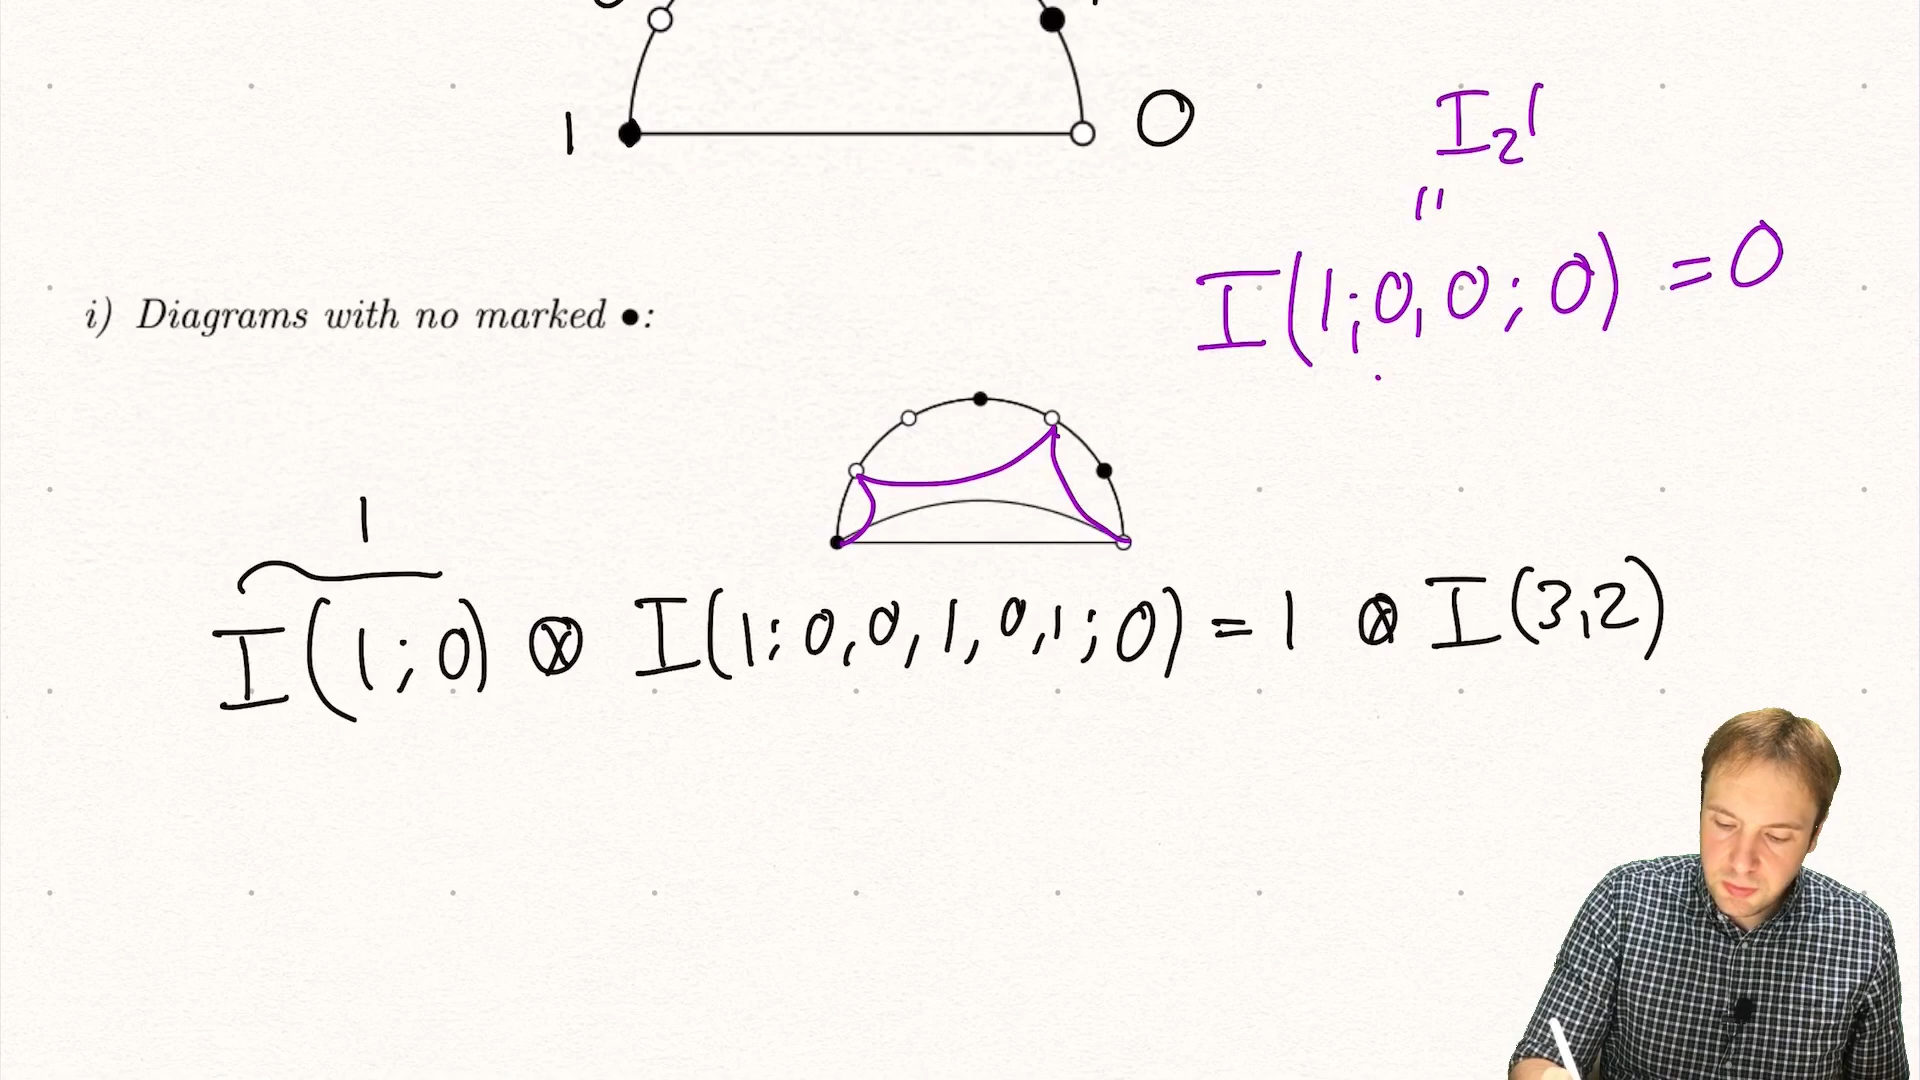 1 0
I₂'
"
I(1;0,0;0) = 0
i) Diagrams with no marked ●:
1
I(1;0) ⊗ I(1;0,0,1,0,1;0) = 1 ⊗ I(3,2)